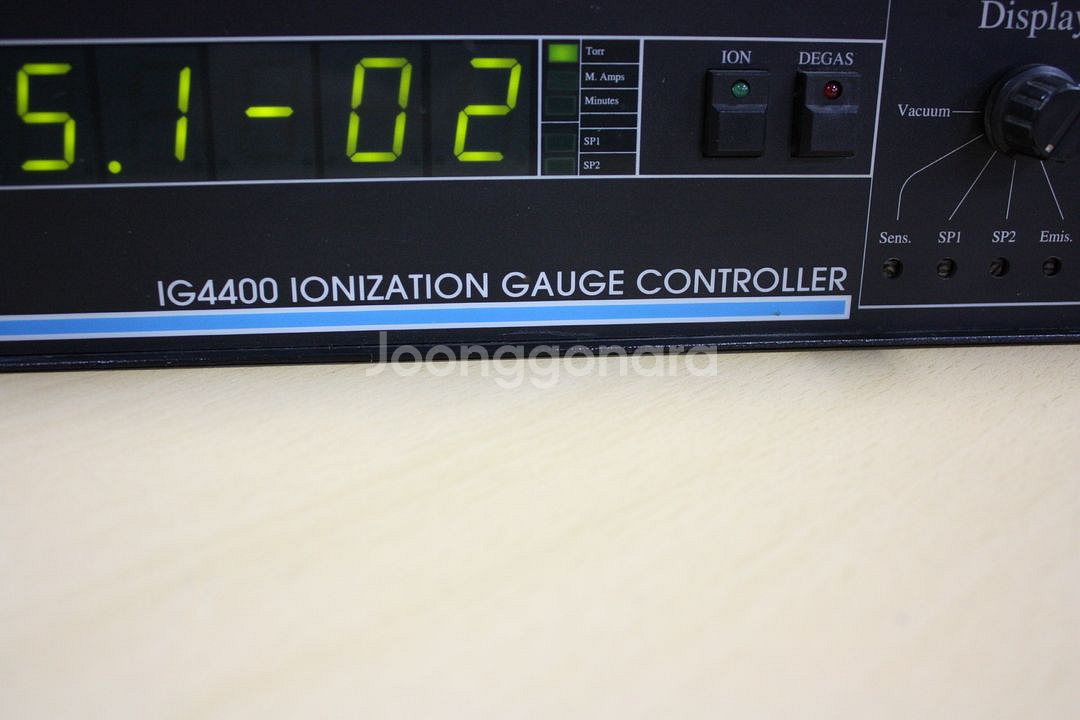 Display
5.1-02
Torr
M. Amps
Minutes
SP1
SP2
ION DEGAS
Vacuum
Sens. SP1 SP2 Emis.
IG4400 IONIZATION GAUGE CONTROLLER
Joonggonara